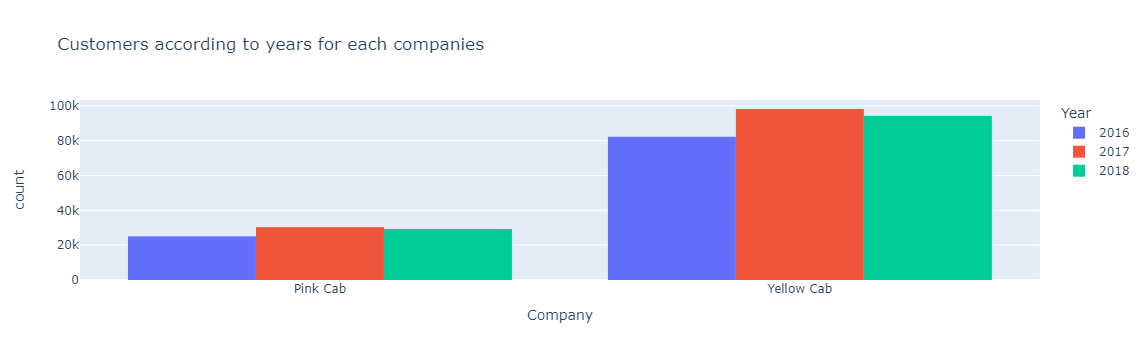 Customers according to years for each companies
count
100k
80k
60k
40k
20k
0
Pink Cab
Yellow Cab
Company
Year
2016
2017
2018